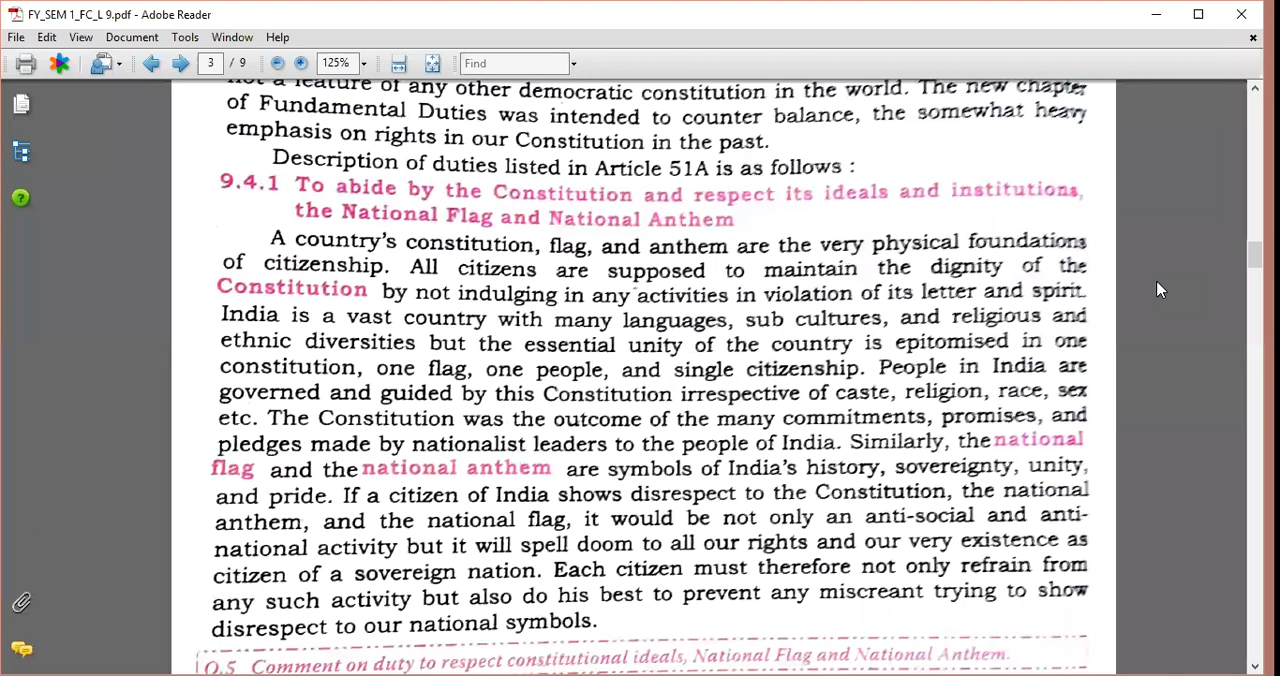 FY_SEM 1_FC_L 9.pdf - Adobe Reader
File Edit View Document Tools Window Help
3 / 9 125% Find
not a feature of any other democratic constitution in the world. The new chapter
of Fundamental Duties was intended to counter balance, the somewhat heavy
emphasis on rights in our Constitution in the past.
Description of duties listed in Article 51A is as follows :
9.4.1 To abide by the Constitution and respect its ideals and institutions,
the National Flag and National Anthem
A country's constitution, flag, and anthem are the very physical foundations
of citizenship. All citizens are supposed to maintain the dignity of the
Constitution by not indulging in any activities in violation of its letter and spirit.
India is a vast country with many languages, sub cultures, and religious and
ethnic diversities but the essential unity of the country is epitomised in one
constitution, one flag, one people, and single citizenship. People in India are
governed and guided by this Constitution irrespective of caste, religion, race, sex
etc. The Constitution was the outcome of the many commitments, promises, and
pledges made by nationalist leaders to the people of India. Similarly, the national
flag and the national anthem are symbols of India's history, sovereignty, unity,
and pride. If a citizen of India shows disrespect to the Constitution, the national
anthem, and the national flag, it would be not only an anti-social and anti-
national activity but it will spell doom to all our rights and our very existence as
citizen of a sovereign nation. Each citizen must therefore not only refrain from
any such activity but also do his best to prevent any miscreant trying to show
disrespect to our national symbols.
Q.5 Comment on duty to respect constitutional ideals, National Flag and National Anthem.